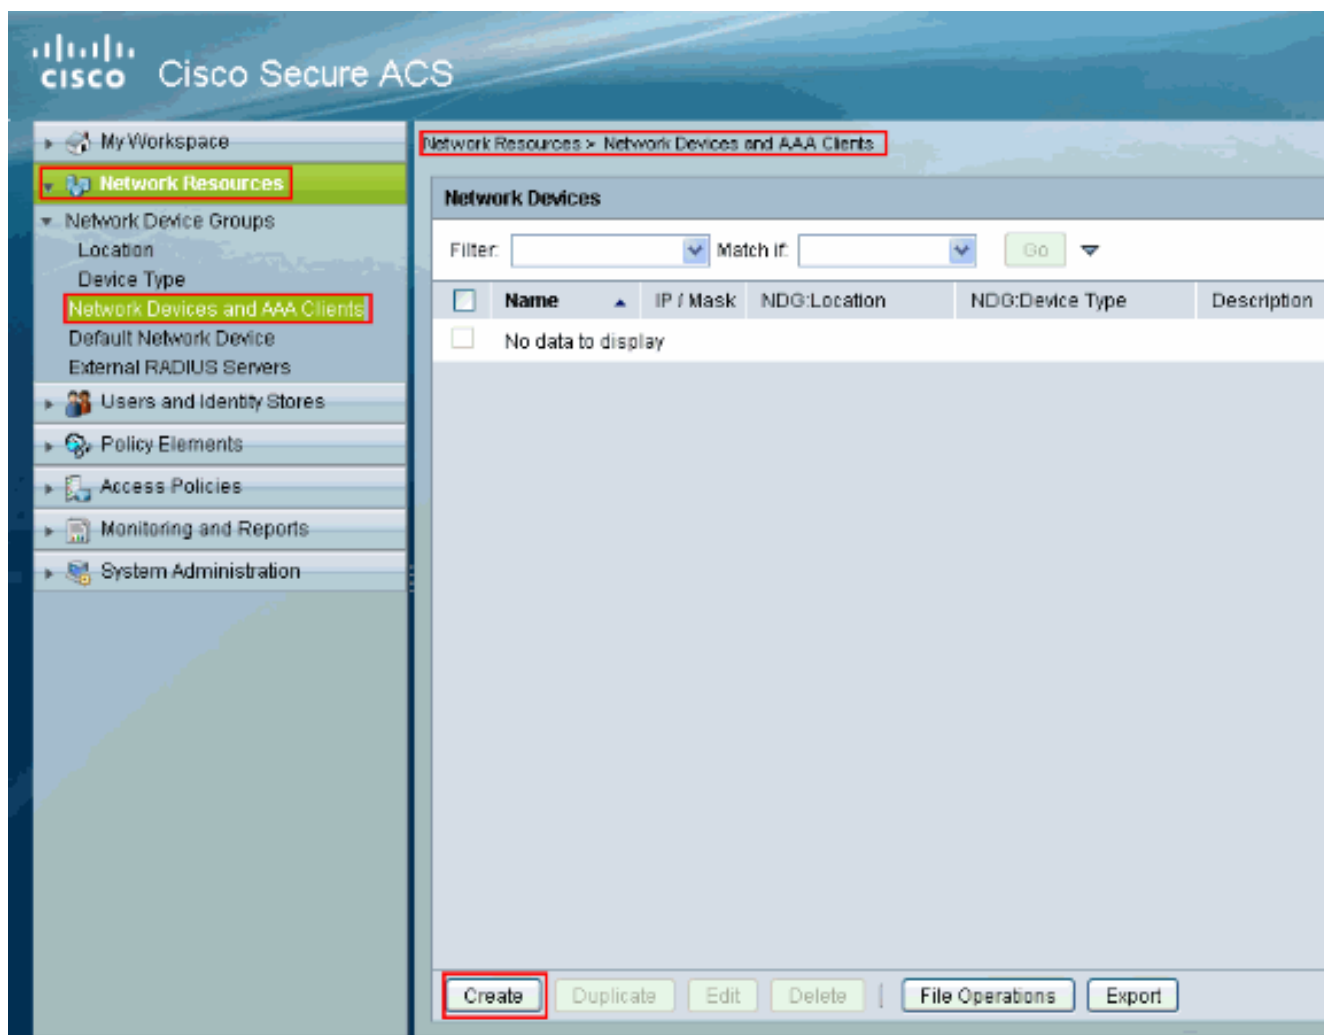 CISCO Cisco Secure ACS
My Workspace
Network Resources
Network Device Groups
Location
Device Type
Network Devices and AAA Clients
Default Network Device
External RADIUS Servers
Users and Identity Stores
Policy Elements
Access Policies
Monitoring and Reports
System Administration
Network Resources > Network Devices and AAA Clients
Network Devices
Filter: Match if: Go
Name IP / Mask NDG:Location NDG:Device Type Description
No data to display
Create Duplicate Edit Delete | File Operations Export